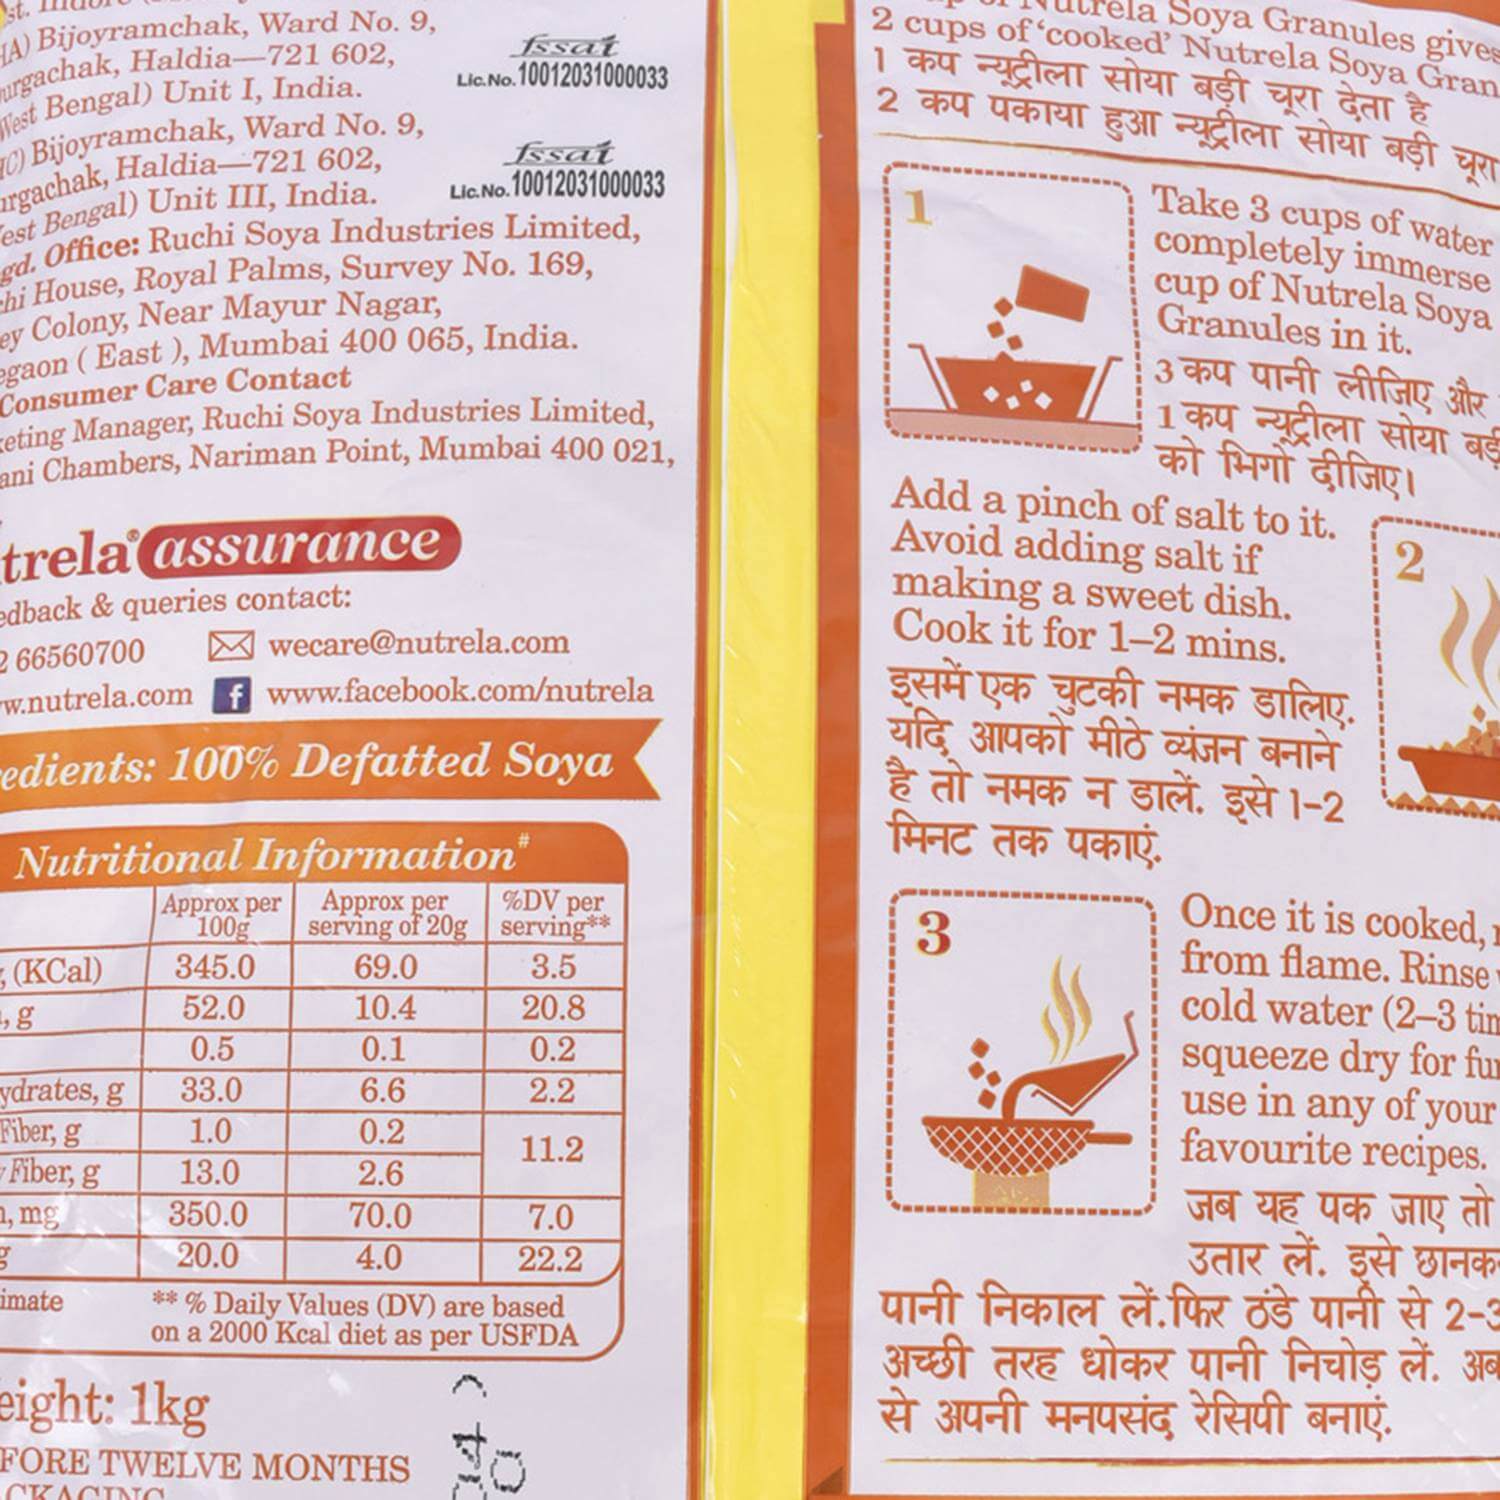 Bijoyramchak, Ward No. 9,
Haldia—721 602,
Bengal) Unit I, India.
Bijoyramchak, Ward No. 9,
Haldia—721 602,
Bengal) Unit III, India.
fssai
Lic.No. 10012031000033
fssai
Lic.No. 10012031000033
gd. Office: Ruchi Soya Industries Limited,
hi House, Royal Palms, Survey No. 169,
ey Colony, Near Mayur Nagar,
egaon ( East ), Mumbai 400 065, India.
Consumer Care Contact
keting Manager, Ruchi Soya Industries Limited,
ani Chambers, Nariman Point, Mumbai 400 021,
trela® assurance
edback & queries contact:
2 66560700 wecare@nutrela.com
w.nutrela.com f www.facebook.com/nutrela
edients: 100% Defatted Soya
Nutritional Information#
Approx per 100g Approx per serving of 20g %DV per serving**
(KCal) 345.0 69.0 3.5
, g 52.0 10.4 20.8
0.5 0.1 0.2
ydrates, g 33.0 6.6 2.2
Fiber, g 1.0 0.2 11.2
Fiber, g 13.0 2.6
, mg 350.0 70.0 7.0
g 20.0 4.0 22.2
imate ** % Daily Values (DV) are based
on a 2000 Kcal diet as per USFDA
eight: 1kg
FORE TWELVE MONTHS
CKAGING
Nutrela Soya Granules gives
2 cups of 'cooked' Nutrela Soya Gran
1 कप न्यूट्रीला सोया बड़ी चूरा देता है
2 कप पकाया हुआ न्यूट्रीला सोया बड़ी चूरा
1
Take 3 cups of water
completely immerse
cup of Nutrela Soya
Granules in it.
3 कप पानी लीजिए और
1 कप न्यूट्रीला सोया बड़
को भिगो दीजिए।
Add a pinch of salt to it.
Avoid adding salt if
making a sweet dish.
Cook it for 1–2 mins.
2
इसमें एक चुटकी नमक डालिए.
यदि आपको मीठे व्यंजन बनाने
है तो नमक न डालें. इसे 1-2
मिनट तक पकाएं.
3
Once it is cooked,
from flame. Rinse
cold water (2–3 tim
squeeze dry for fu
use in any of your
favourite recipes.
जब यह पक जाए तो
उतार लें. इसे छानक
पानी निकाल लें.फिर ठंडे पानी से 2-3
अच्छी तरह धोकर पानी निचोड़ लें. अब
से अपनी मनपसंद रेसिपी बनाएं.